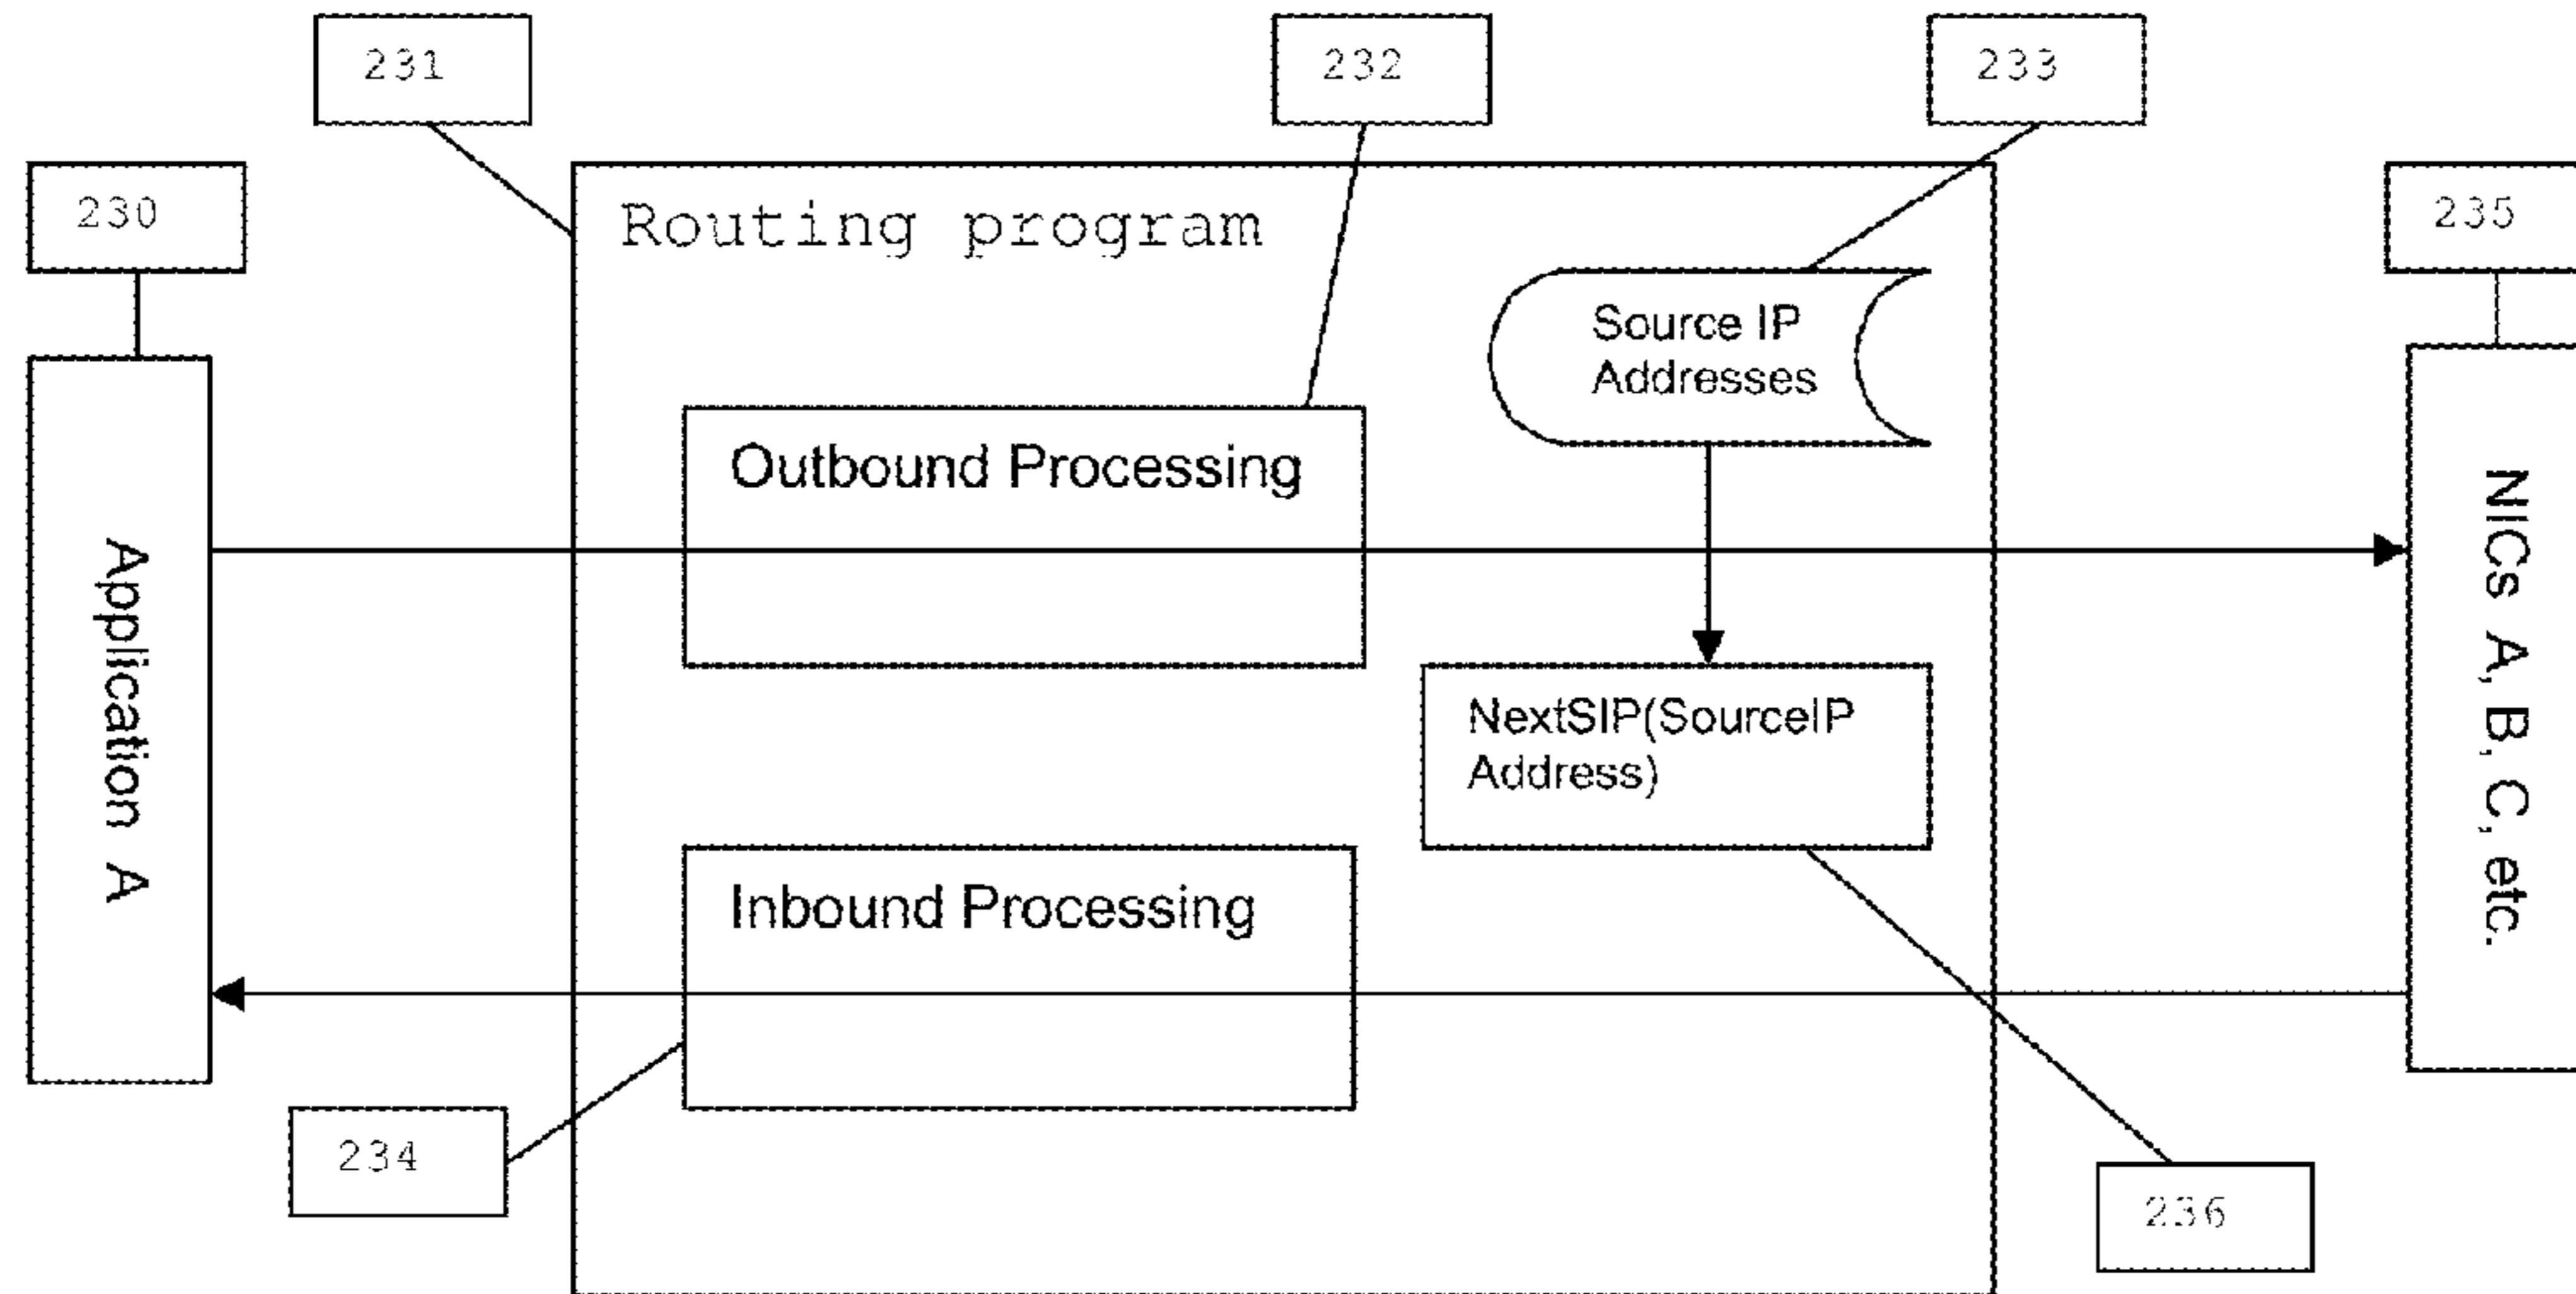 231
232
233
230
235
Routing program
Source IP
Addresses
Outbound Processing
Application A
NICs A, B, C, etc.
NextSIP(SourceIP
Address)
Inbound Processing
234
236